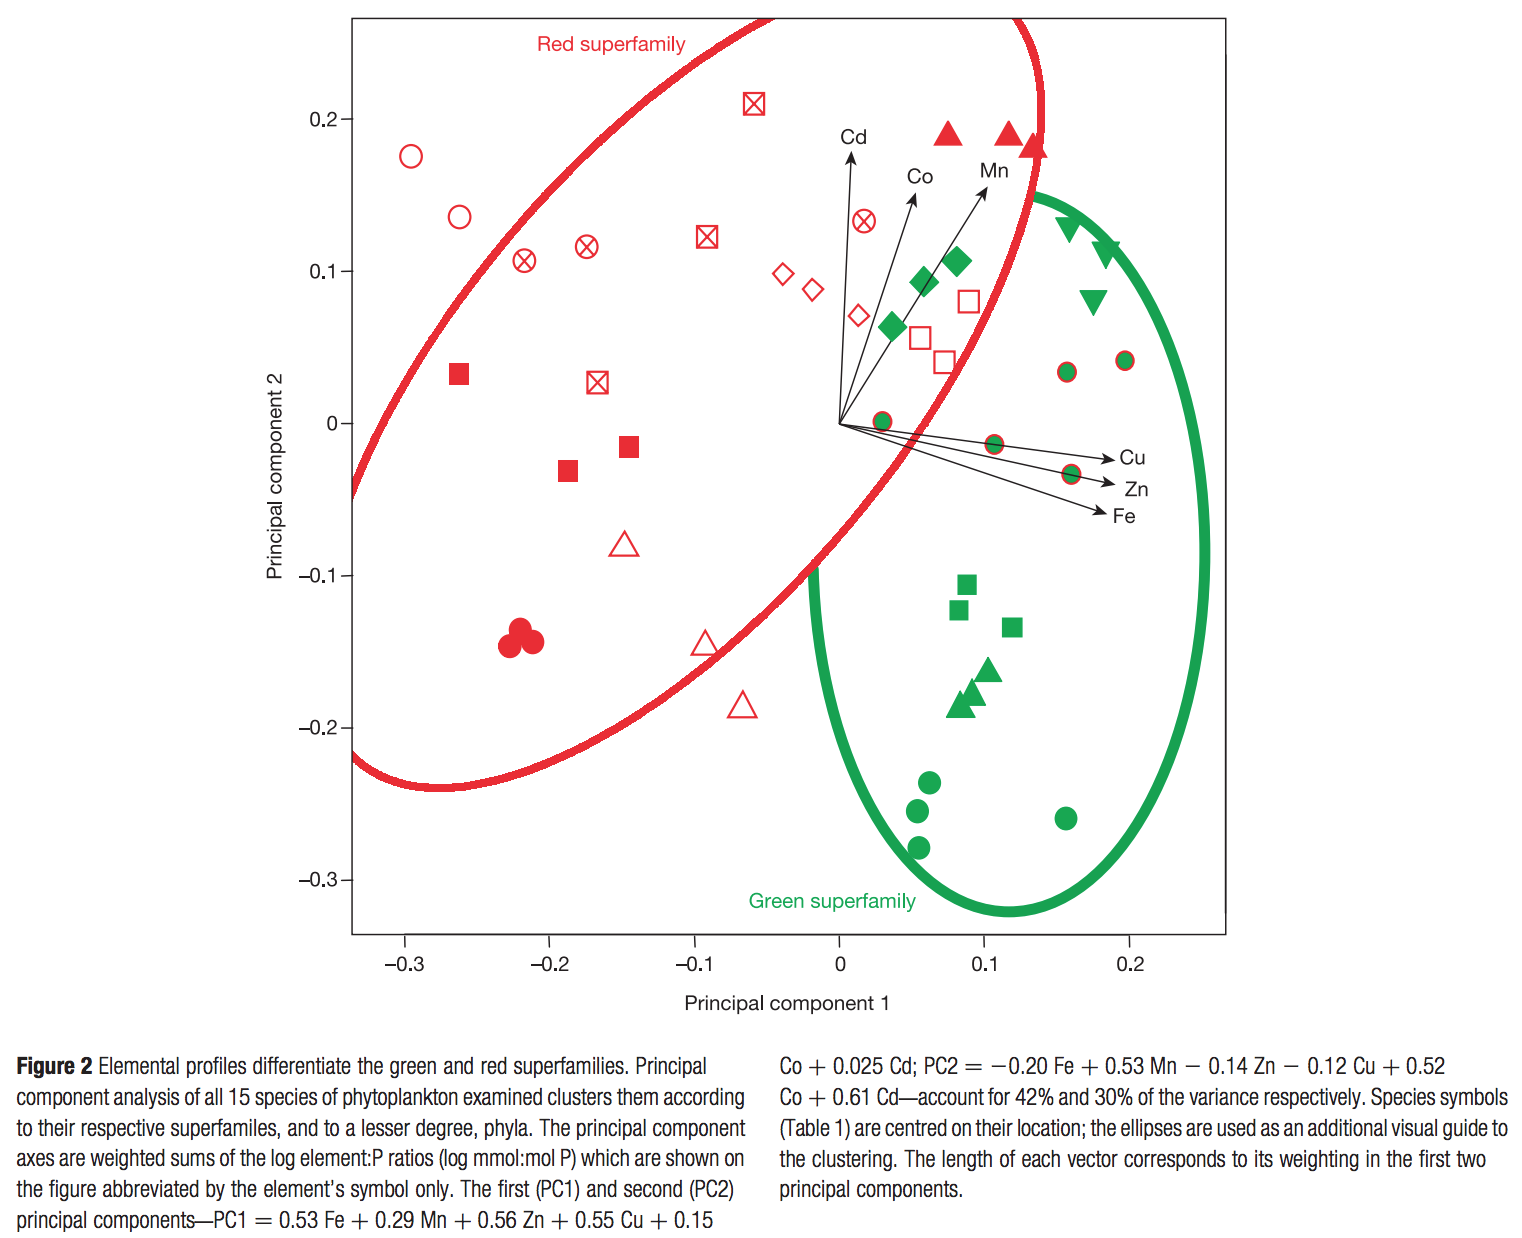 Red superfamily
0.2
0.1
0
−0.1
−0.2
−0.3
Principal component 2
Cd
Co
Mn
Cu
Zn
Fe
Green superfamily
−0.3
−0.2
−0.1
0
0.1
0.2
Principal component 1
Figure 2 Elemental profiles differentiate the green and red superfamilies. Principal
component analysis of all 15 species of phytoplankton examined clusters them according
to their respective superfamiles, and to a lesser degree, phyla. The principal component
axes are weighted sums of the log element:P ratios (log mmol:mol P) which are shown on
the figure abbreviated by the element's symbol only. The first (PC1) and second (PC2)
principal components—PC1 = 0.53 Fe + 0.29 Mn + 0.56 Zn + 0.55 Cu + 0.15
Co + 0.025 Cd; PC2 = −0.20 Fe + 0.53 Mn − 0.14 Zn − 0.12 Cu + 0.52
Co + 0.61 Cd—account for 42% and 30% of the variance respectively. Species symbols
(Table 1) are centred on their location; the ellipses are used as an additional visual guide to
the clustering. The length of each vector corresponds to its weighting in the first two
principal components.